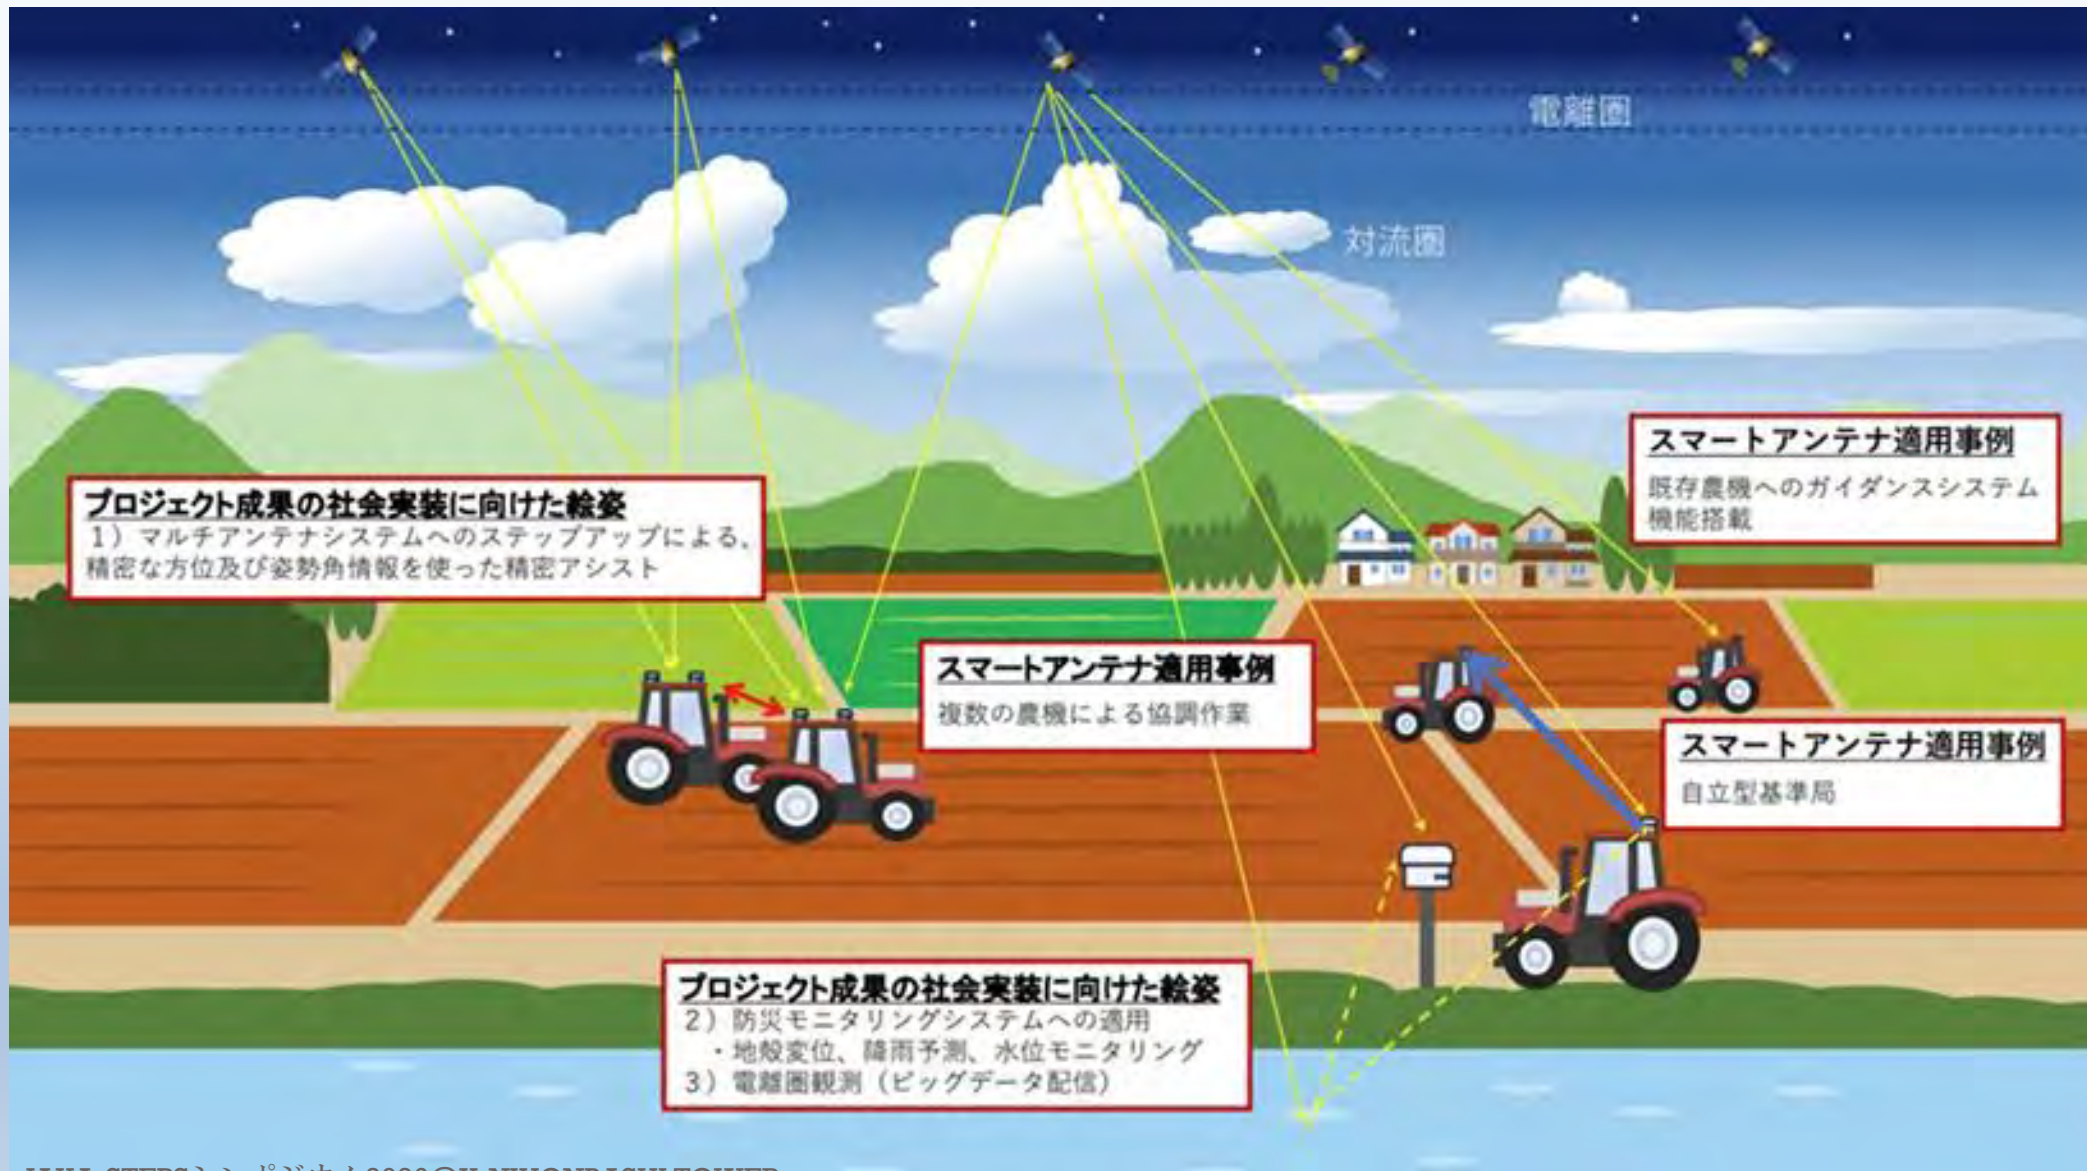 電離圏
対流圏
スマートアンテナ適用事例
既存農機へのガイダンスシステム
機能搭載
プロジェクト成果の社会実装に向けた絵姿
1）マルチアンテナシステムへのステップアップによる、
精密な方位及び姿勢角情報を使った精密アシスト
スマートアンテナ適用事例
複数の農機による協調作業
スマートアンテナ適用事例
自立型基準局
プロジェクト成果の社会実装に向けた絵姿
2）防災モニタリングシステムへの適用
・地殻変位、降雨予測、水位モニタリング
3）電離圏観測（ビッグデータ配信）